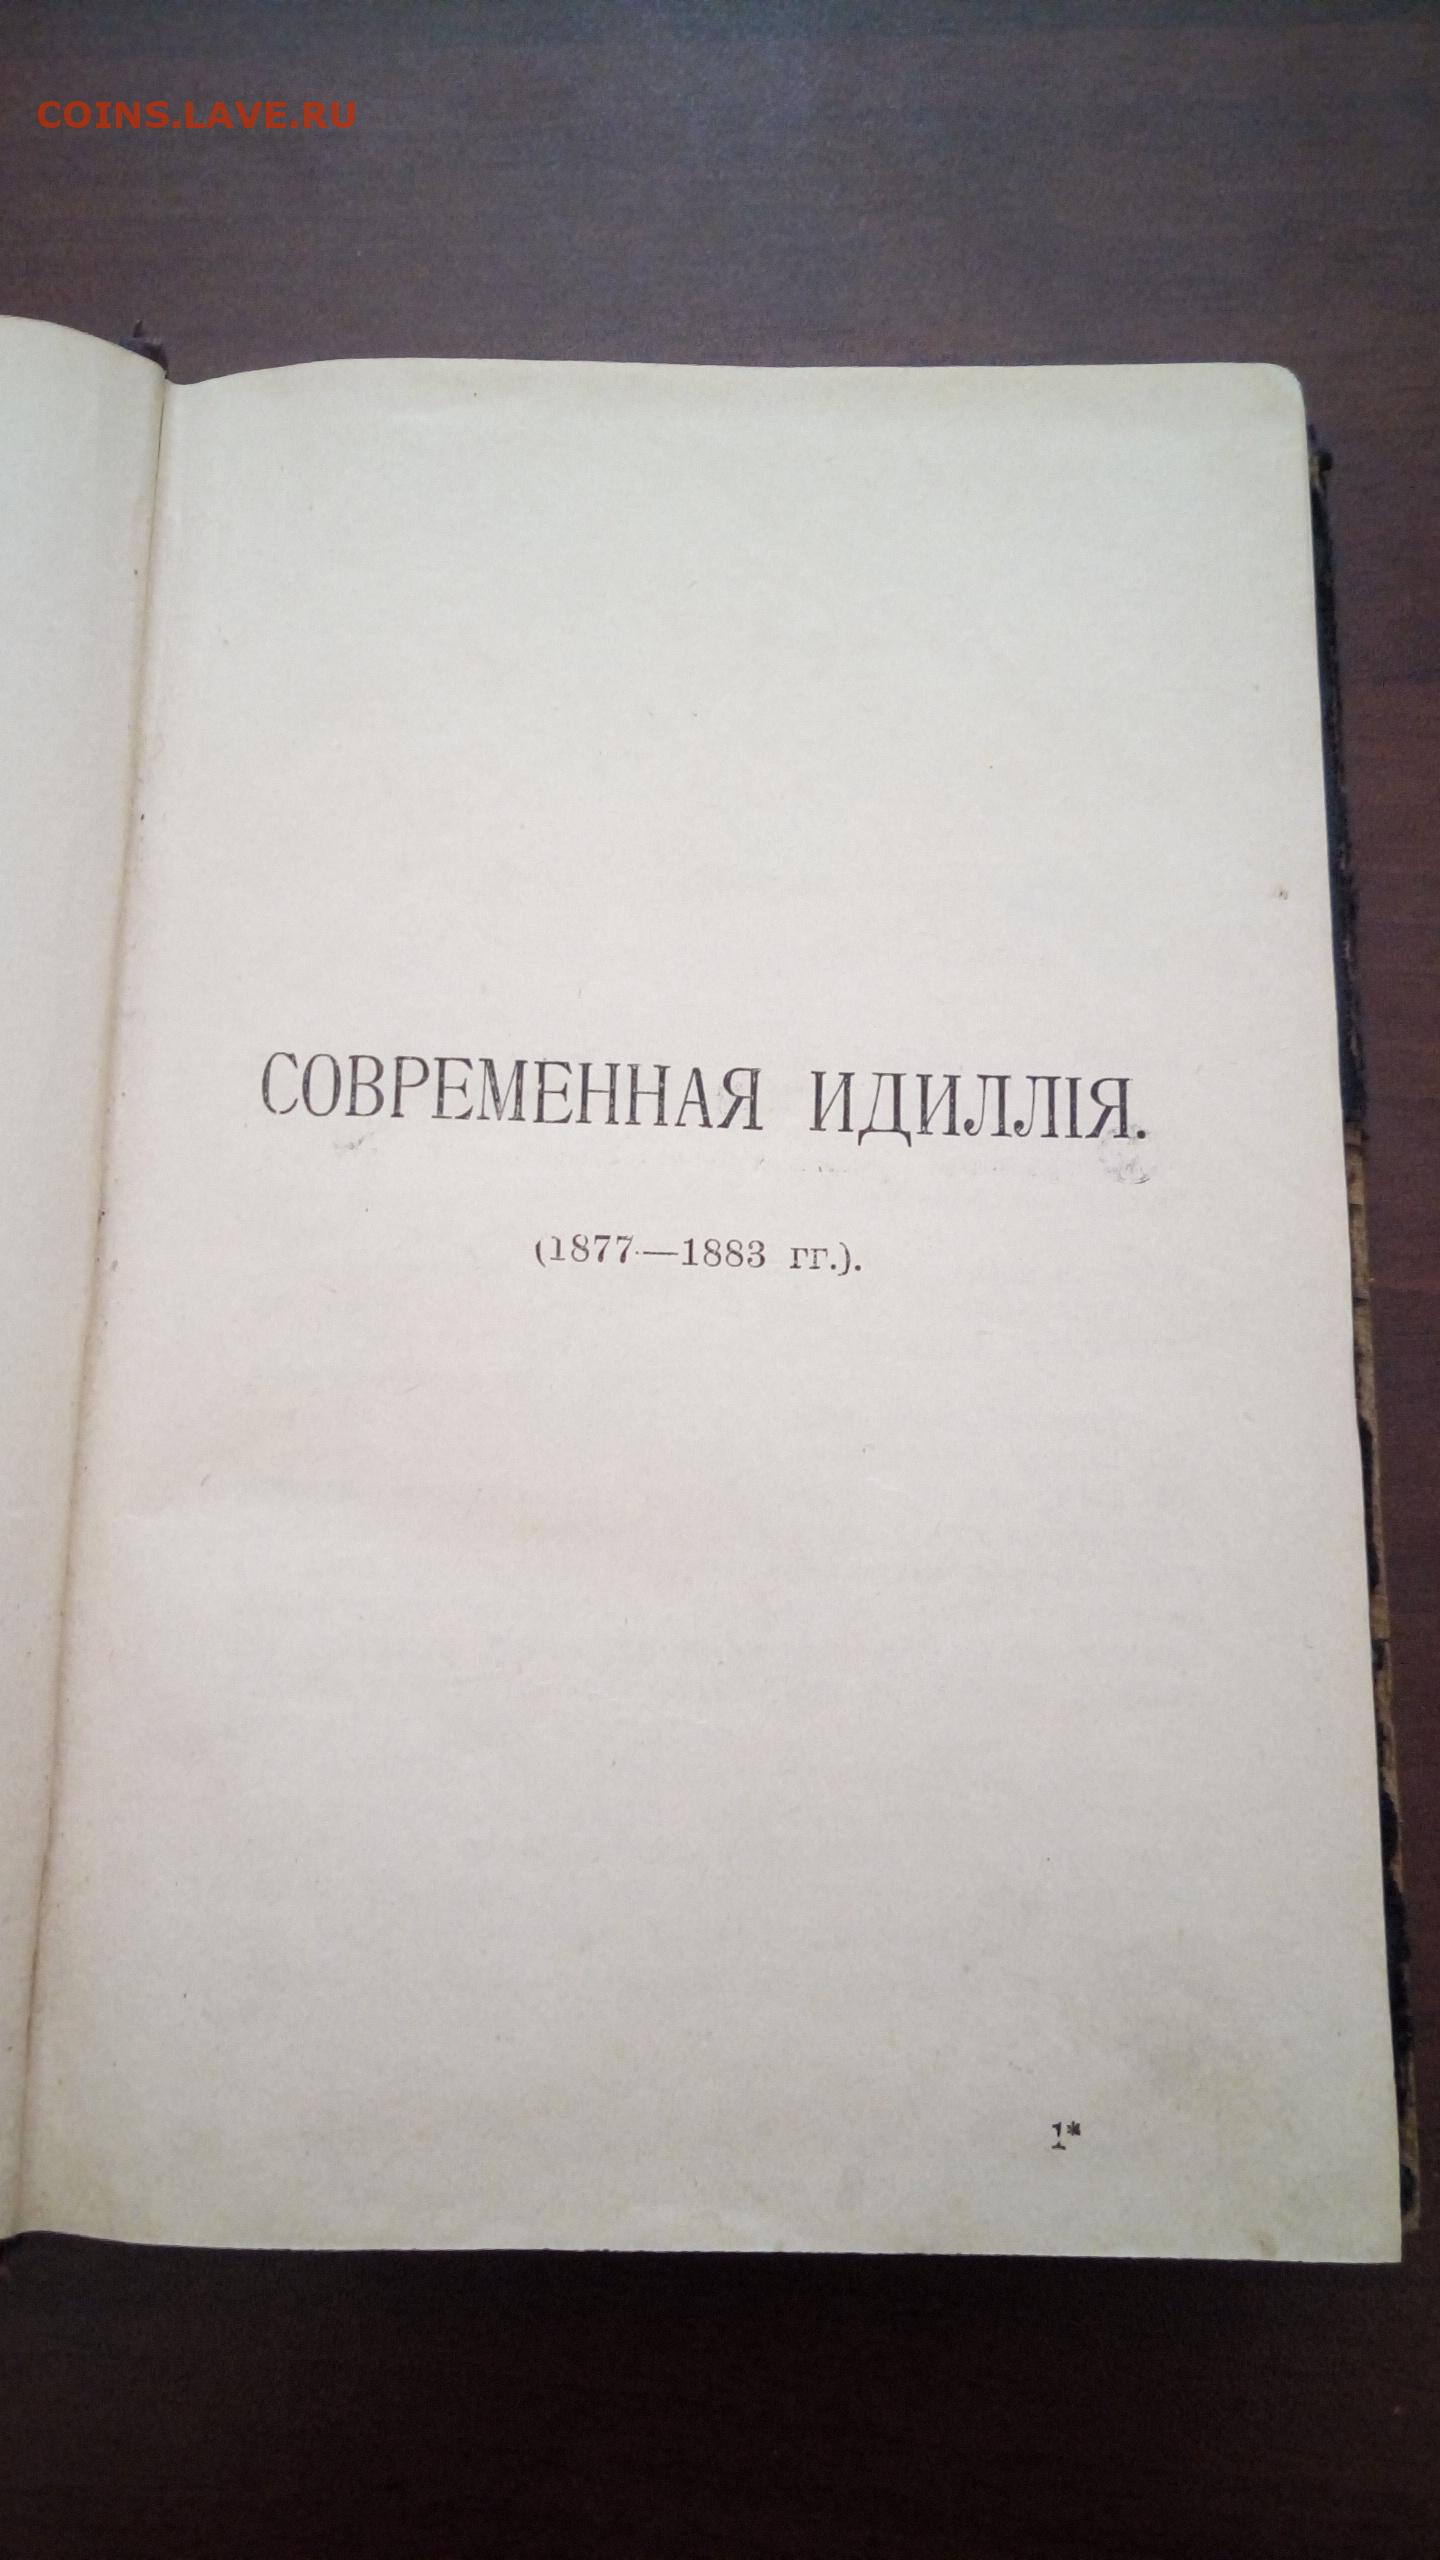 COINS.LAVE.RU
СОВРЕМЕННАЯ ИДИЛЛІЯ.
(1877—1883 гг.).
1*